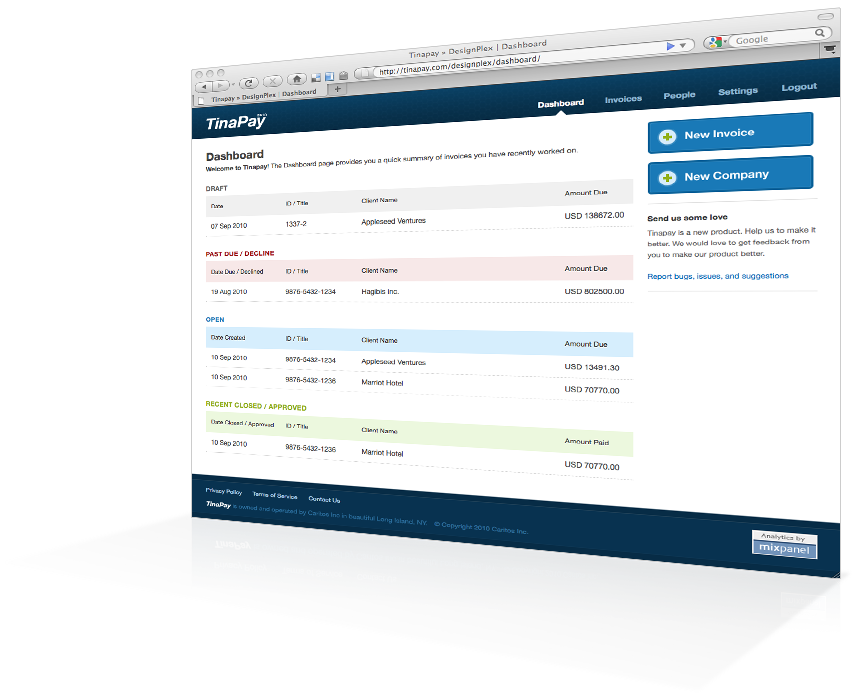 Tinapay » DesignPlex | Dashboard
http://tinapay.com/designplex/dashboard/
Google
Tinapay » DesignPlex | Dashboard
TinaPay
Dashboard Invoices People Settings Logout
Dashboard
Welcome to Tinapay! The Dashboard page provides you a quick summary of invoices you have recently worked on.
DRAFT
Date ID / Title Client Name Amount Due
07 Sep 2010 1337-2 Appleseed Ventures USD 138672.00
PAST DUE / DECLINE
Date Due / Declined ID / Title Client Name Amount Due
19 Aug 2010 9876-5432-1234 Hagibis Inc. USD 802500.00
OPEN
Date Created ID / Title Client Name Amount Due
10 Sep 2010 9876-5432-1234 Appleseed Ventures USD 13491.30
10 Sep 2010 9876-5432-1236 Marriot Hotel USD 70770.00
RECENT CLOSED / APPROVED
Date Closed / Approved ID / Title Client Name Amount Paid
10 Sep 2010 9876-5432-1236 Marriot Hotel USD 70770.00
New Invoice
New Company
Send us some love
Tinapay is a new product. Help us to make it
better. We would love to get feedback from
you to make our product better.
Report bugs, issues, and suggestions
Privacy Policy Terms of Service Contact Us
TinaPay is owned and operated by Caritos Inc in beautiful Long Island, NY. © Copyright 2010 Caritos Inc.
Analytics by
mixpanel